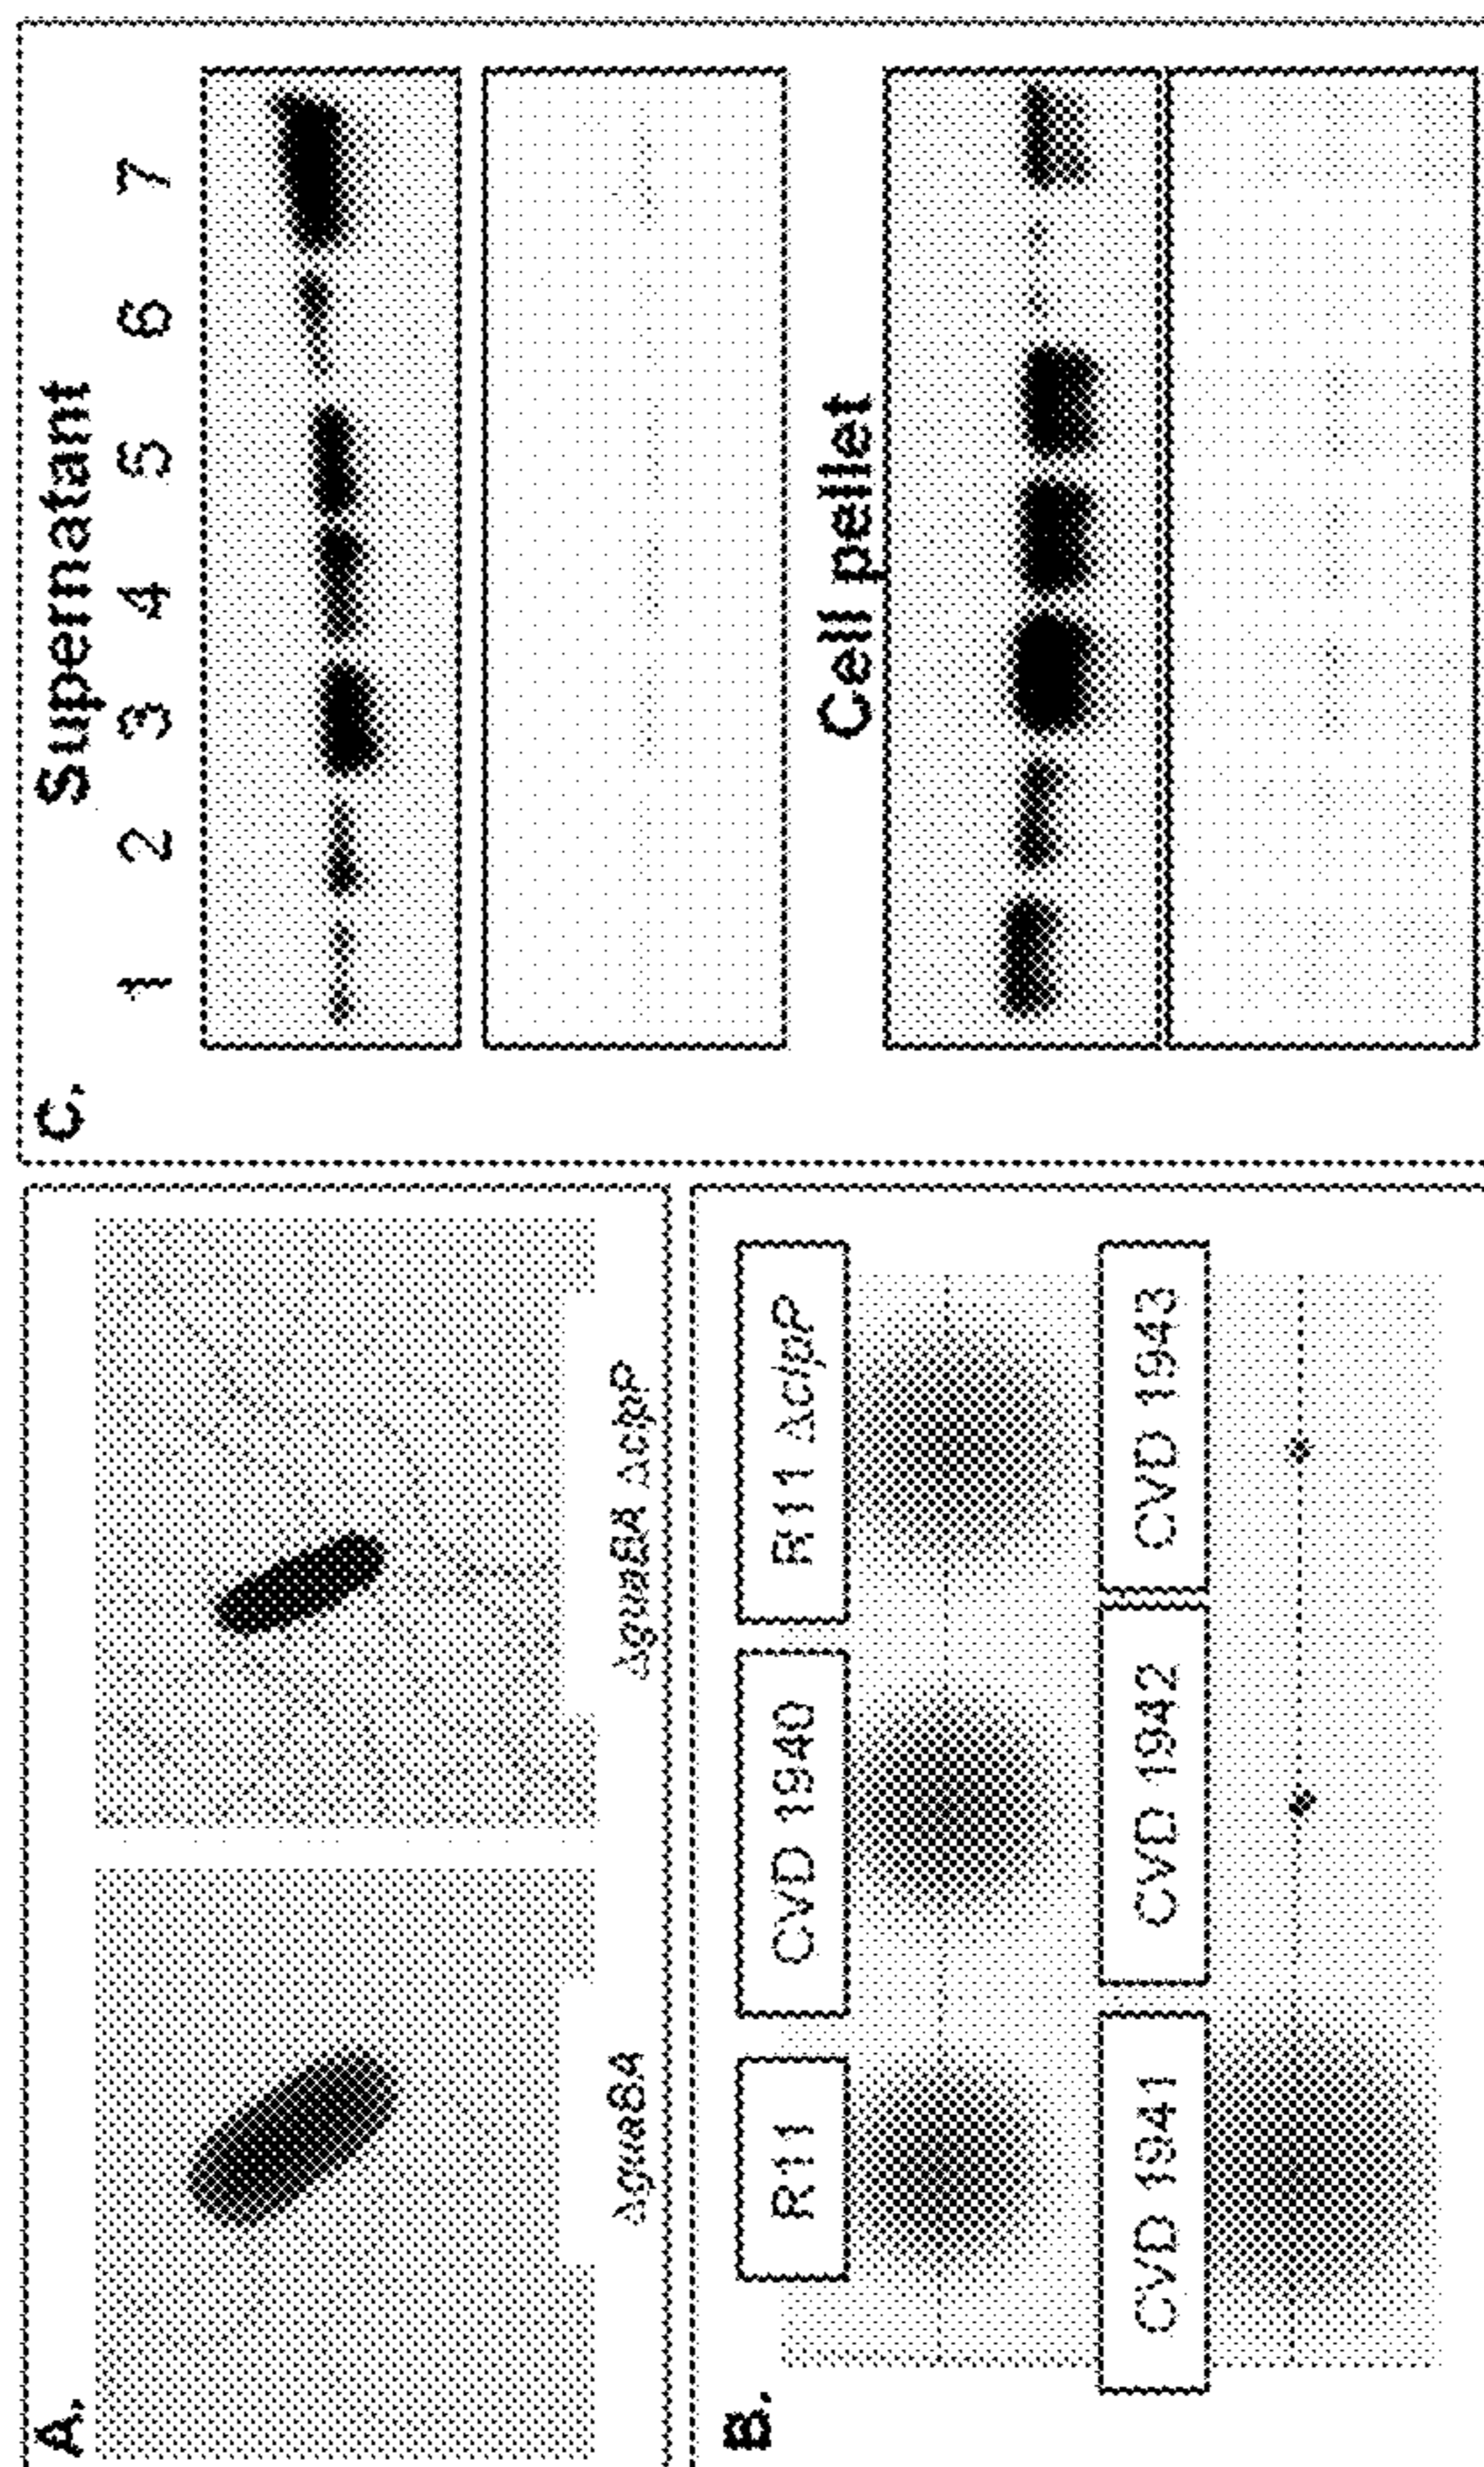 A.
ΔguaBA
ΔguaBA ΔclpP
B.
R11
CVD 1940
R11 ΔclpP
CVD 1941
CVD 1942
CVD 1943
C.
Supernatant
1 2 3 4 5 6 7
Cell pellet